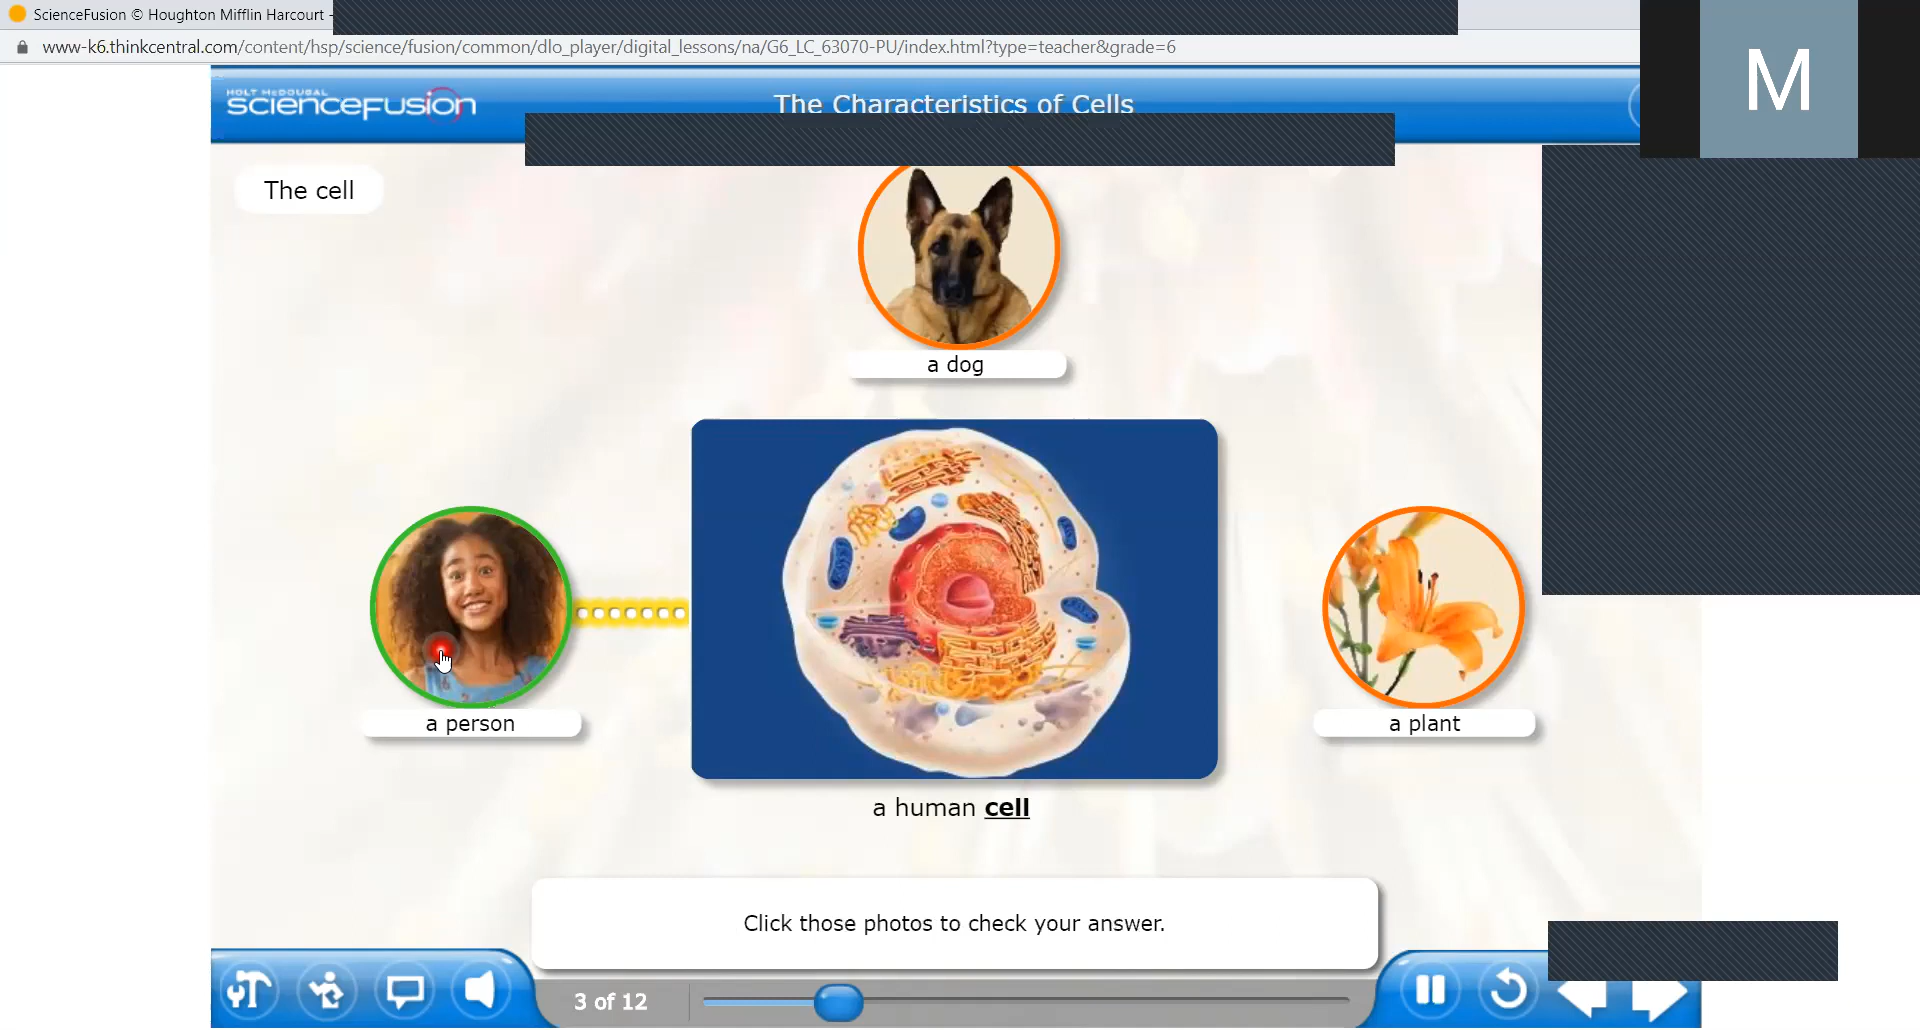 ScienceFusion © Houghton Mifflin Harcourt -
www-k6.thinkcentral.com/content/hsp/science/fusion/common/dlo_player/digital_lessons/na/G6_LC_63070-PU/index.html?type=teacher&grade=6
M
HOLT McDOUGAL
scienceFusion
The Characteristics of Cells
The cell
a dog
a person
a plant
a human cell
Click those photos to check your answer.
3 of 12